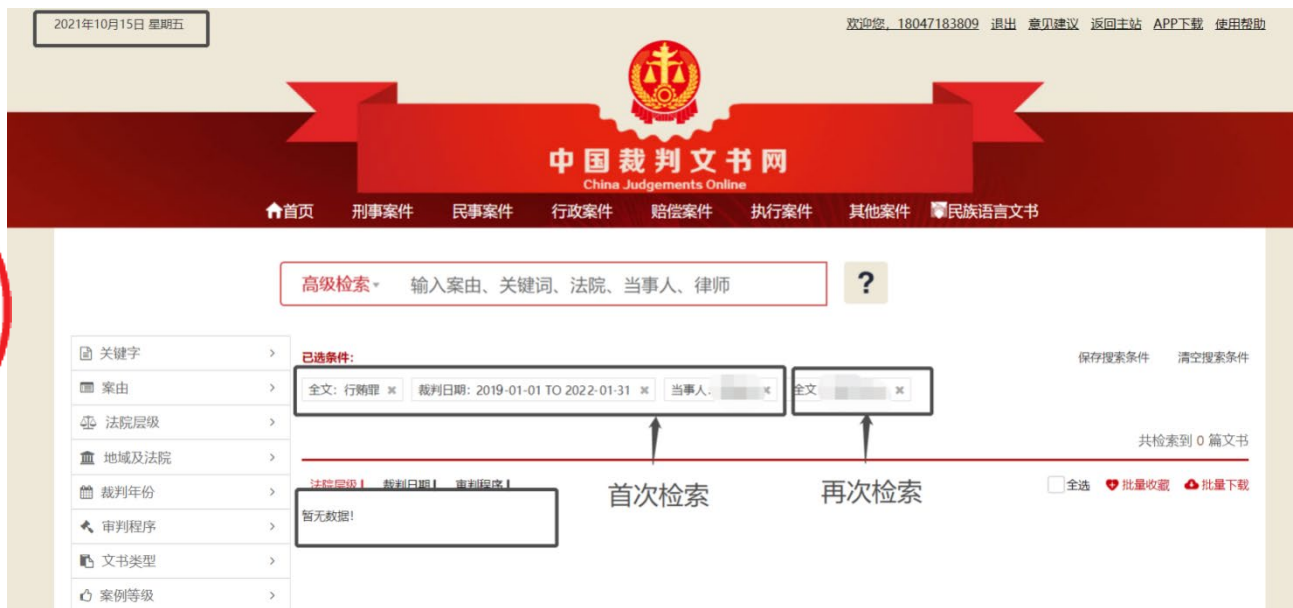 2021年10月15日 星期五
欢迎您，18047183809 退出 意见建议 返回主站 APP下载 使用帮助
中国裁判文书网
China Judgements Online
首页 刑事案件 民事案件 行政案件 赔偿案件 执行案件 其他案件 民族语言文书
高级检索 输入案由、关键词、法院、当事人、律师 ?
关键字
案由
法院层级
地域及法院
裁判年份
审判程序
文书类型
案例等级
已选条件:
保存搜索条件 清空搜索条件
全文: 行贿罪 × 裁判日期: 2019-01-01 TO 2022-01-31 × 当事人 × 全文 ×
共检索到 0 篇文书
法院层级 裁判日期 审判程序
首次检索 再次检索
全选 批量收藏 批量下载
暂无数据!